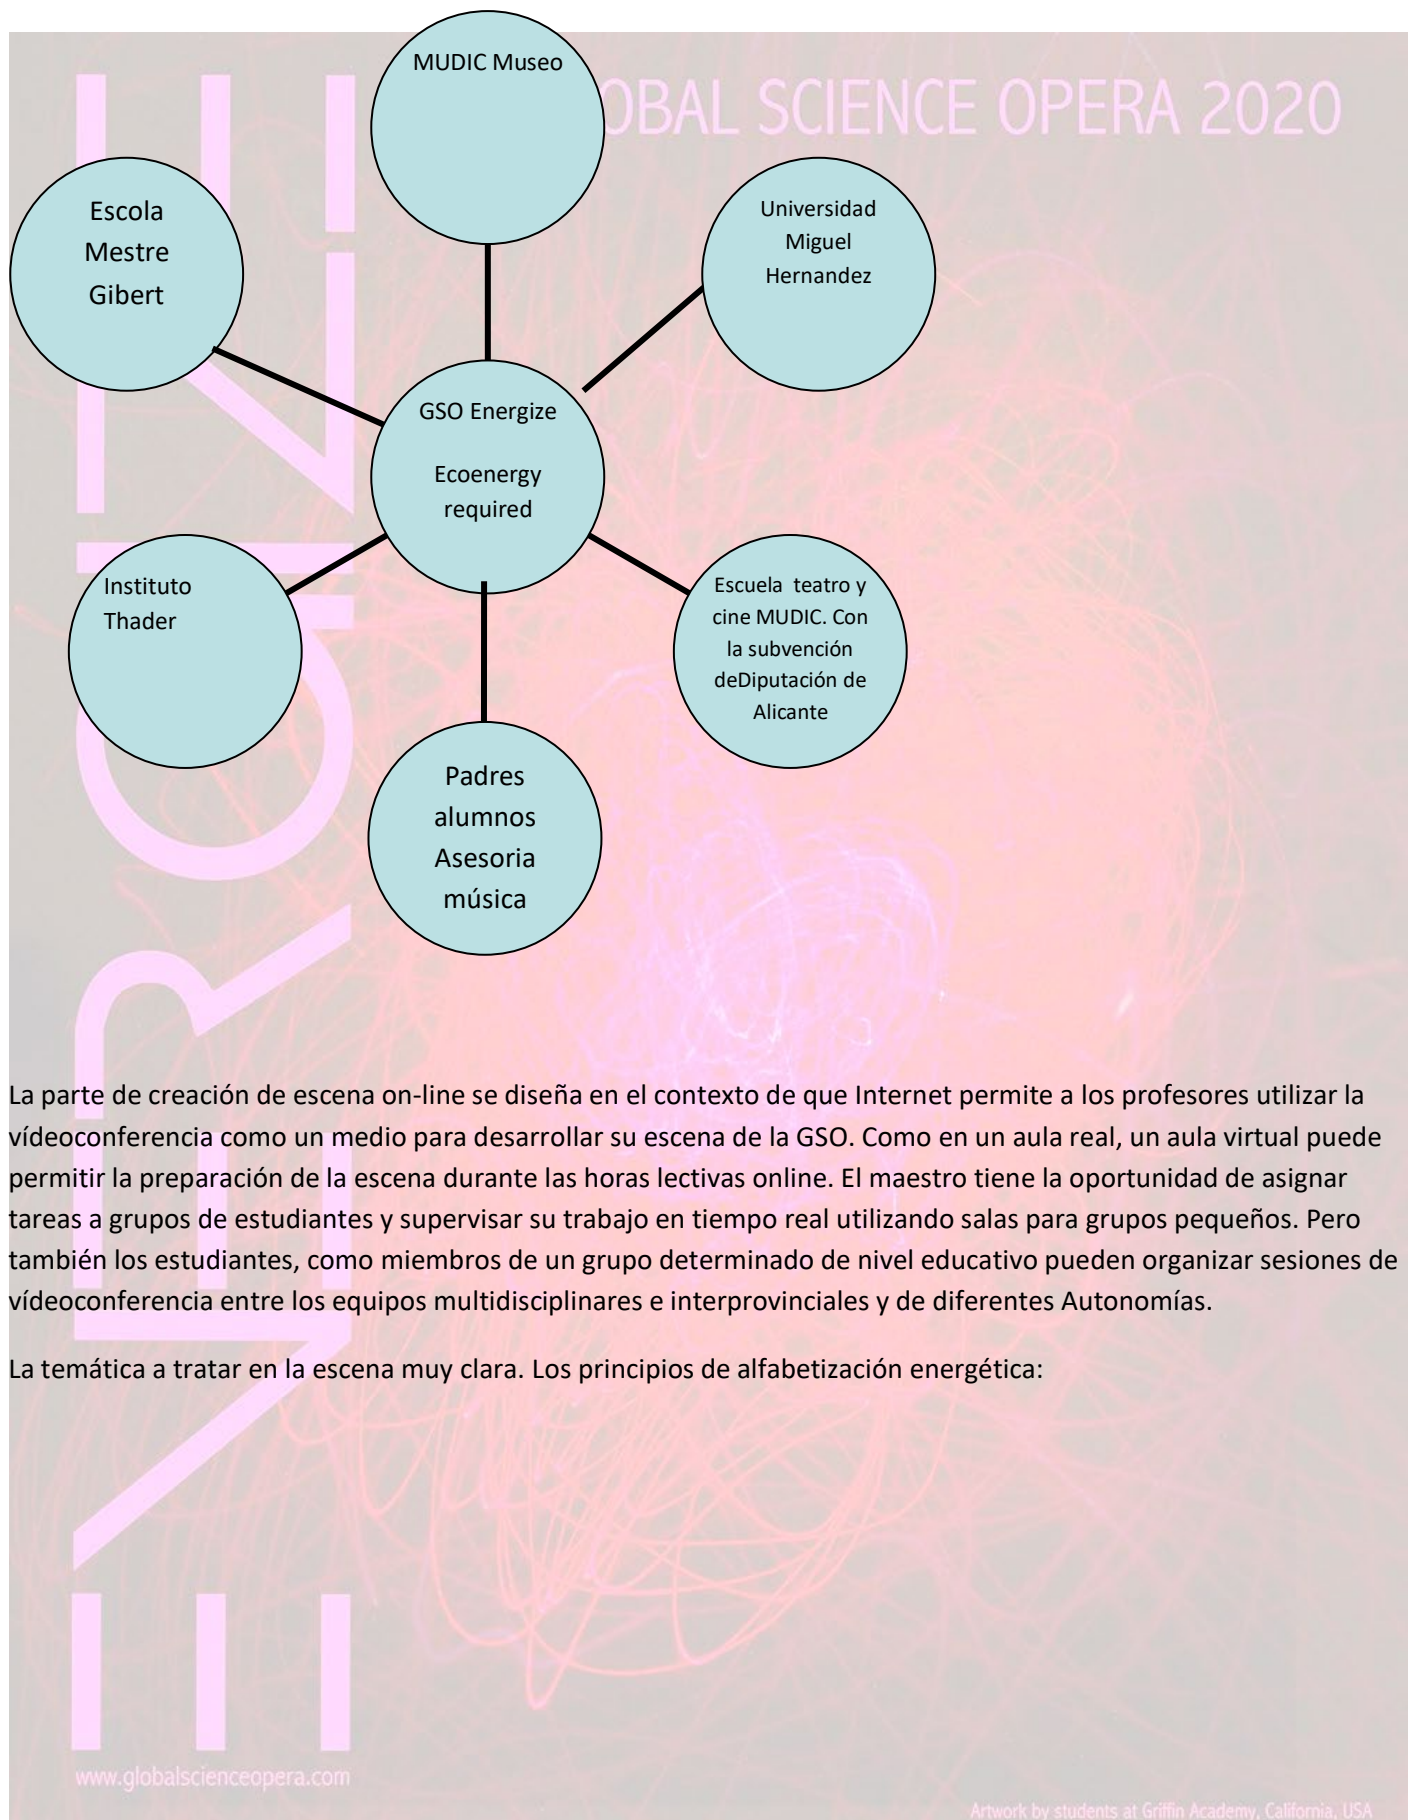 MUDIC Museo
OBAL SCIENCE OPERA 2020
Escola
Mestre
Gibert
Universidad
Miguel
Hernandez
GSO Energize
Ecoenergy
required
Instituto
Thader
Escuela  teatro y
cine MUDIC. Con
la subvención
deDiputación de
Alicante
Padres
alumnos
Asesoria
música
ENERGIZE
La parte de creación de escena on-line se diseña en el contexto de que Internet permite a los profesores utilizar la
vídeoconferencia como un medio para desarrollar su escena de la GSO. Como en un aula real, un aula virtual puede
permitir la preparación de la escena durante las horas lectivas online. El maestro tiene la oportunidad de asignar
tareas a grupos de estudiantes y supervisar su trabajo en tiempo real utilizando salas para grupos pequeños. Pero
también los estudiantes, como miembros de un grupo determinado de nivel educativo pueden organizar sesiones de
vídeoconferencia entre los equipos multidisciplinares e interprovinciales y de diferentes Autonomías.
La temática a tratar en la escena muy clara. Los principios de alfabetización energética:
www.globalscienceopera.com
Artwork by students at Griffin Academy, California, USA